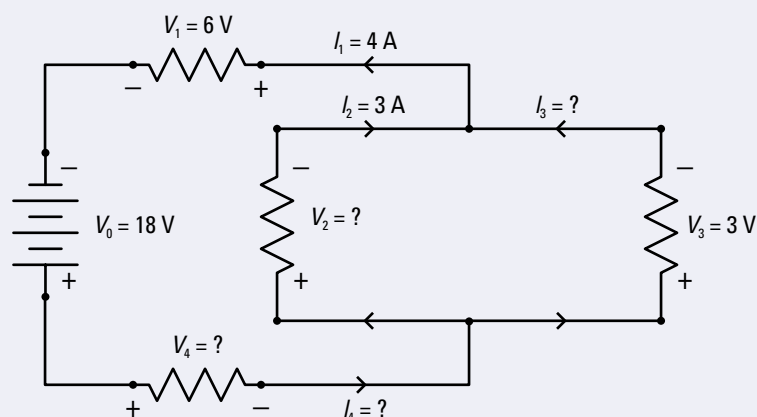 V₁ = 6 V
I₁ = 4 A
– +
I₂ = 3 A
I₃ = ?
–
–
–
V₀ = 18 V
V₂ = ?
V₃ = 3 V
+
+
+
V₄ = ?
+ –
I₄ = ?